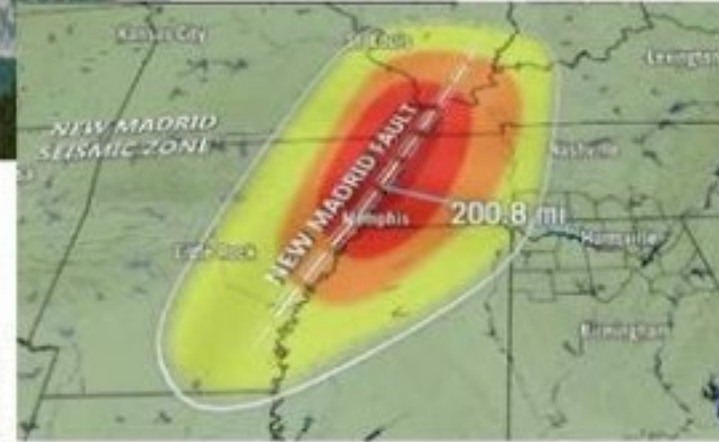 Kansas City
St Louis
Lexington
NEW MADRID
SEISMIC ZONE
NEW MADRID FAULT
Nashville
Memphis
200.8 mi
Huntsville
Little Rock
Birmingham